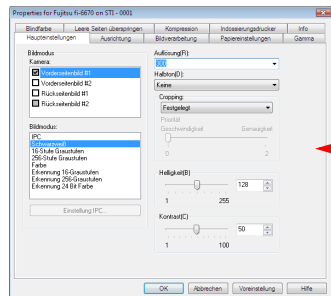 Properties for Fujitsu fi-6670 on STI - 0001
Blindfarbe
Leere Seiten überspringen
Kompression
Indossierungsdrucker
Info
Haupteinstellungen
Ausrichtung
Bildverarbeitung
Papiereinstellungen
Gamma
Bildmodus
Kamera:
Vorderseitenbild #1
Vorderseitenbild #2
Rückseitenbild #1
Rückseitenbild #2
Bildmodus:
IPC
Schwarzweiß
16-Stufe Graustufen
256-Stufe Graustufen
Farbe
Erkennung 16-Graustufen
Erkennung 256-Graustufen
Erkennung 24 Bit Farbe
Einstellung IPC...
Auflösung(R):
300
Halbton(D):
Keine
Cropping:
Festgelegt
Priorität
Geschwindigkeit
Genauigkeit
0
2
Helligkeit(B)
128
1
255
Kontrast(C)
50
1
100
OK
Abbrechen
Voreinstellung
Hilfe